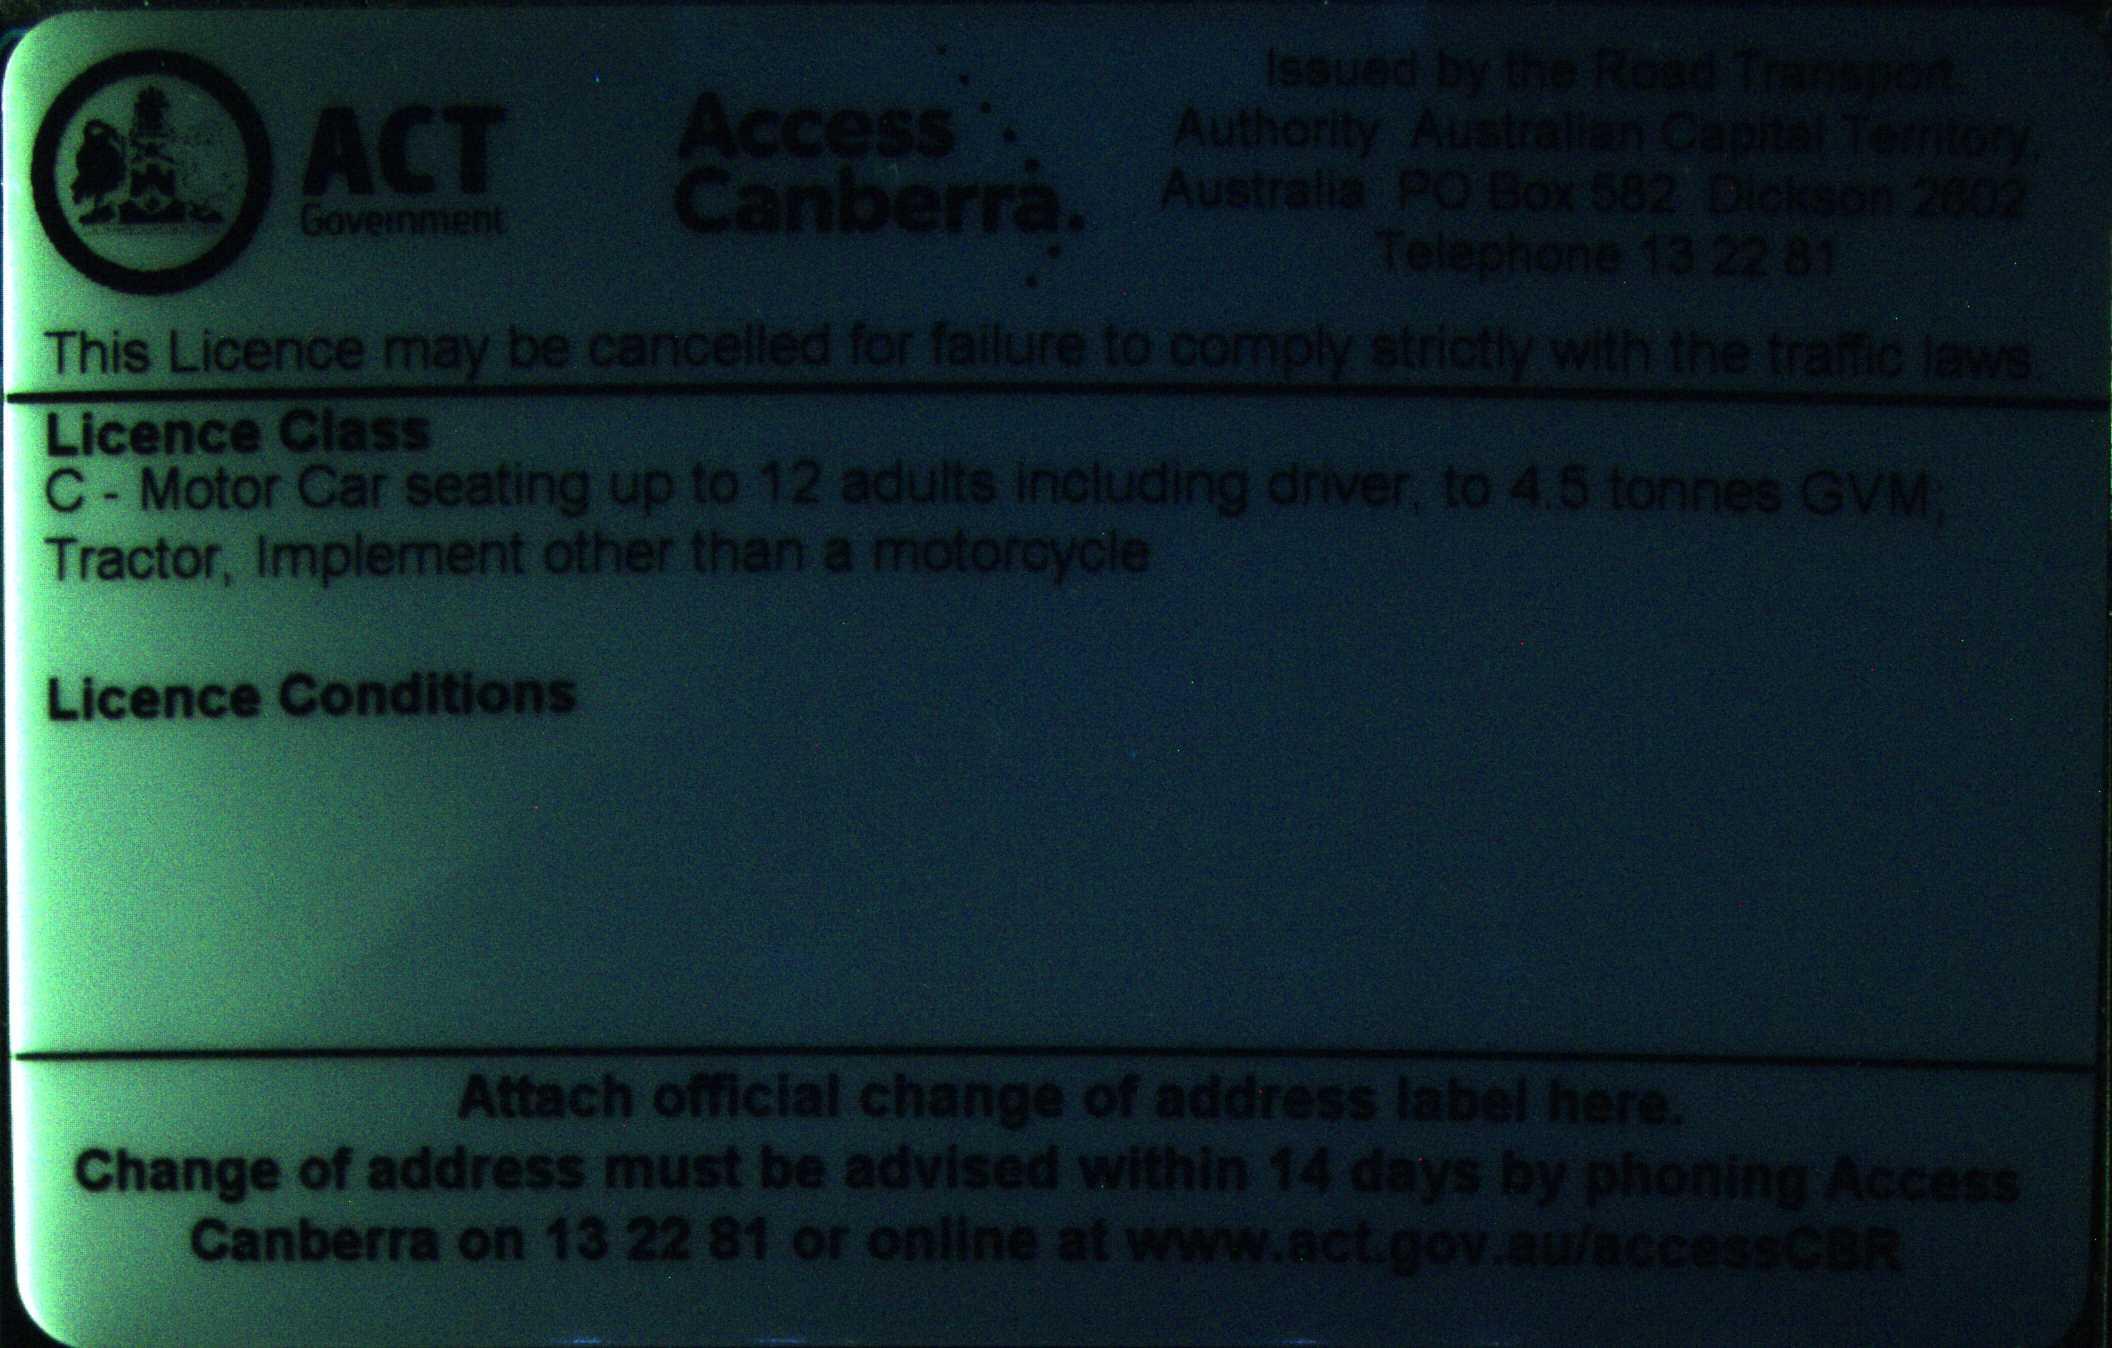 ACT
Government
Access
Canberra.
Issued by the Road Transport
Authority Australian Capital Territory,
Australia PO Box 582 Dickson 2602
Telephone 13 22 81
This Licence may be cancelled for failure to comply strictly with the traffic laws.
Licence Class
C - Motor Car seating up to 12 adults including driver, to 4.5 tonnes GVM;
Tractor, Implement other than a motorcycle
Licence Conditions
Attach official change of address label here.
Change of address must be advised within 14 days by phoning Access
Canberra on 13 22 81 or online at www.act.gov.au/accessCBR